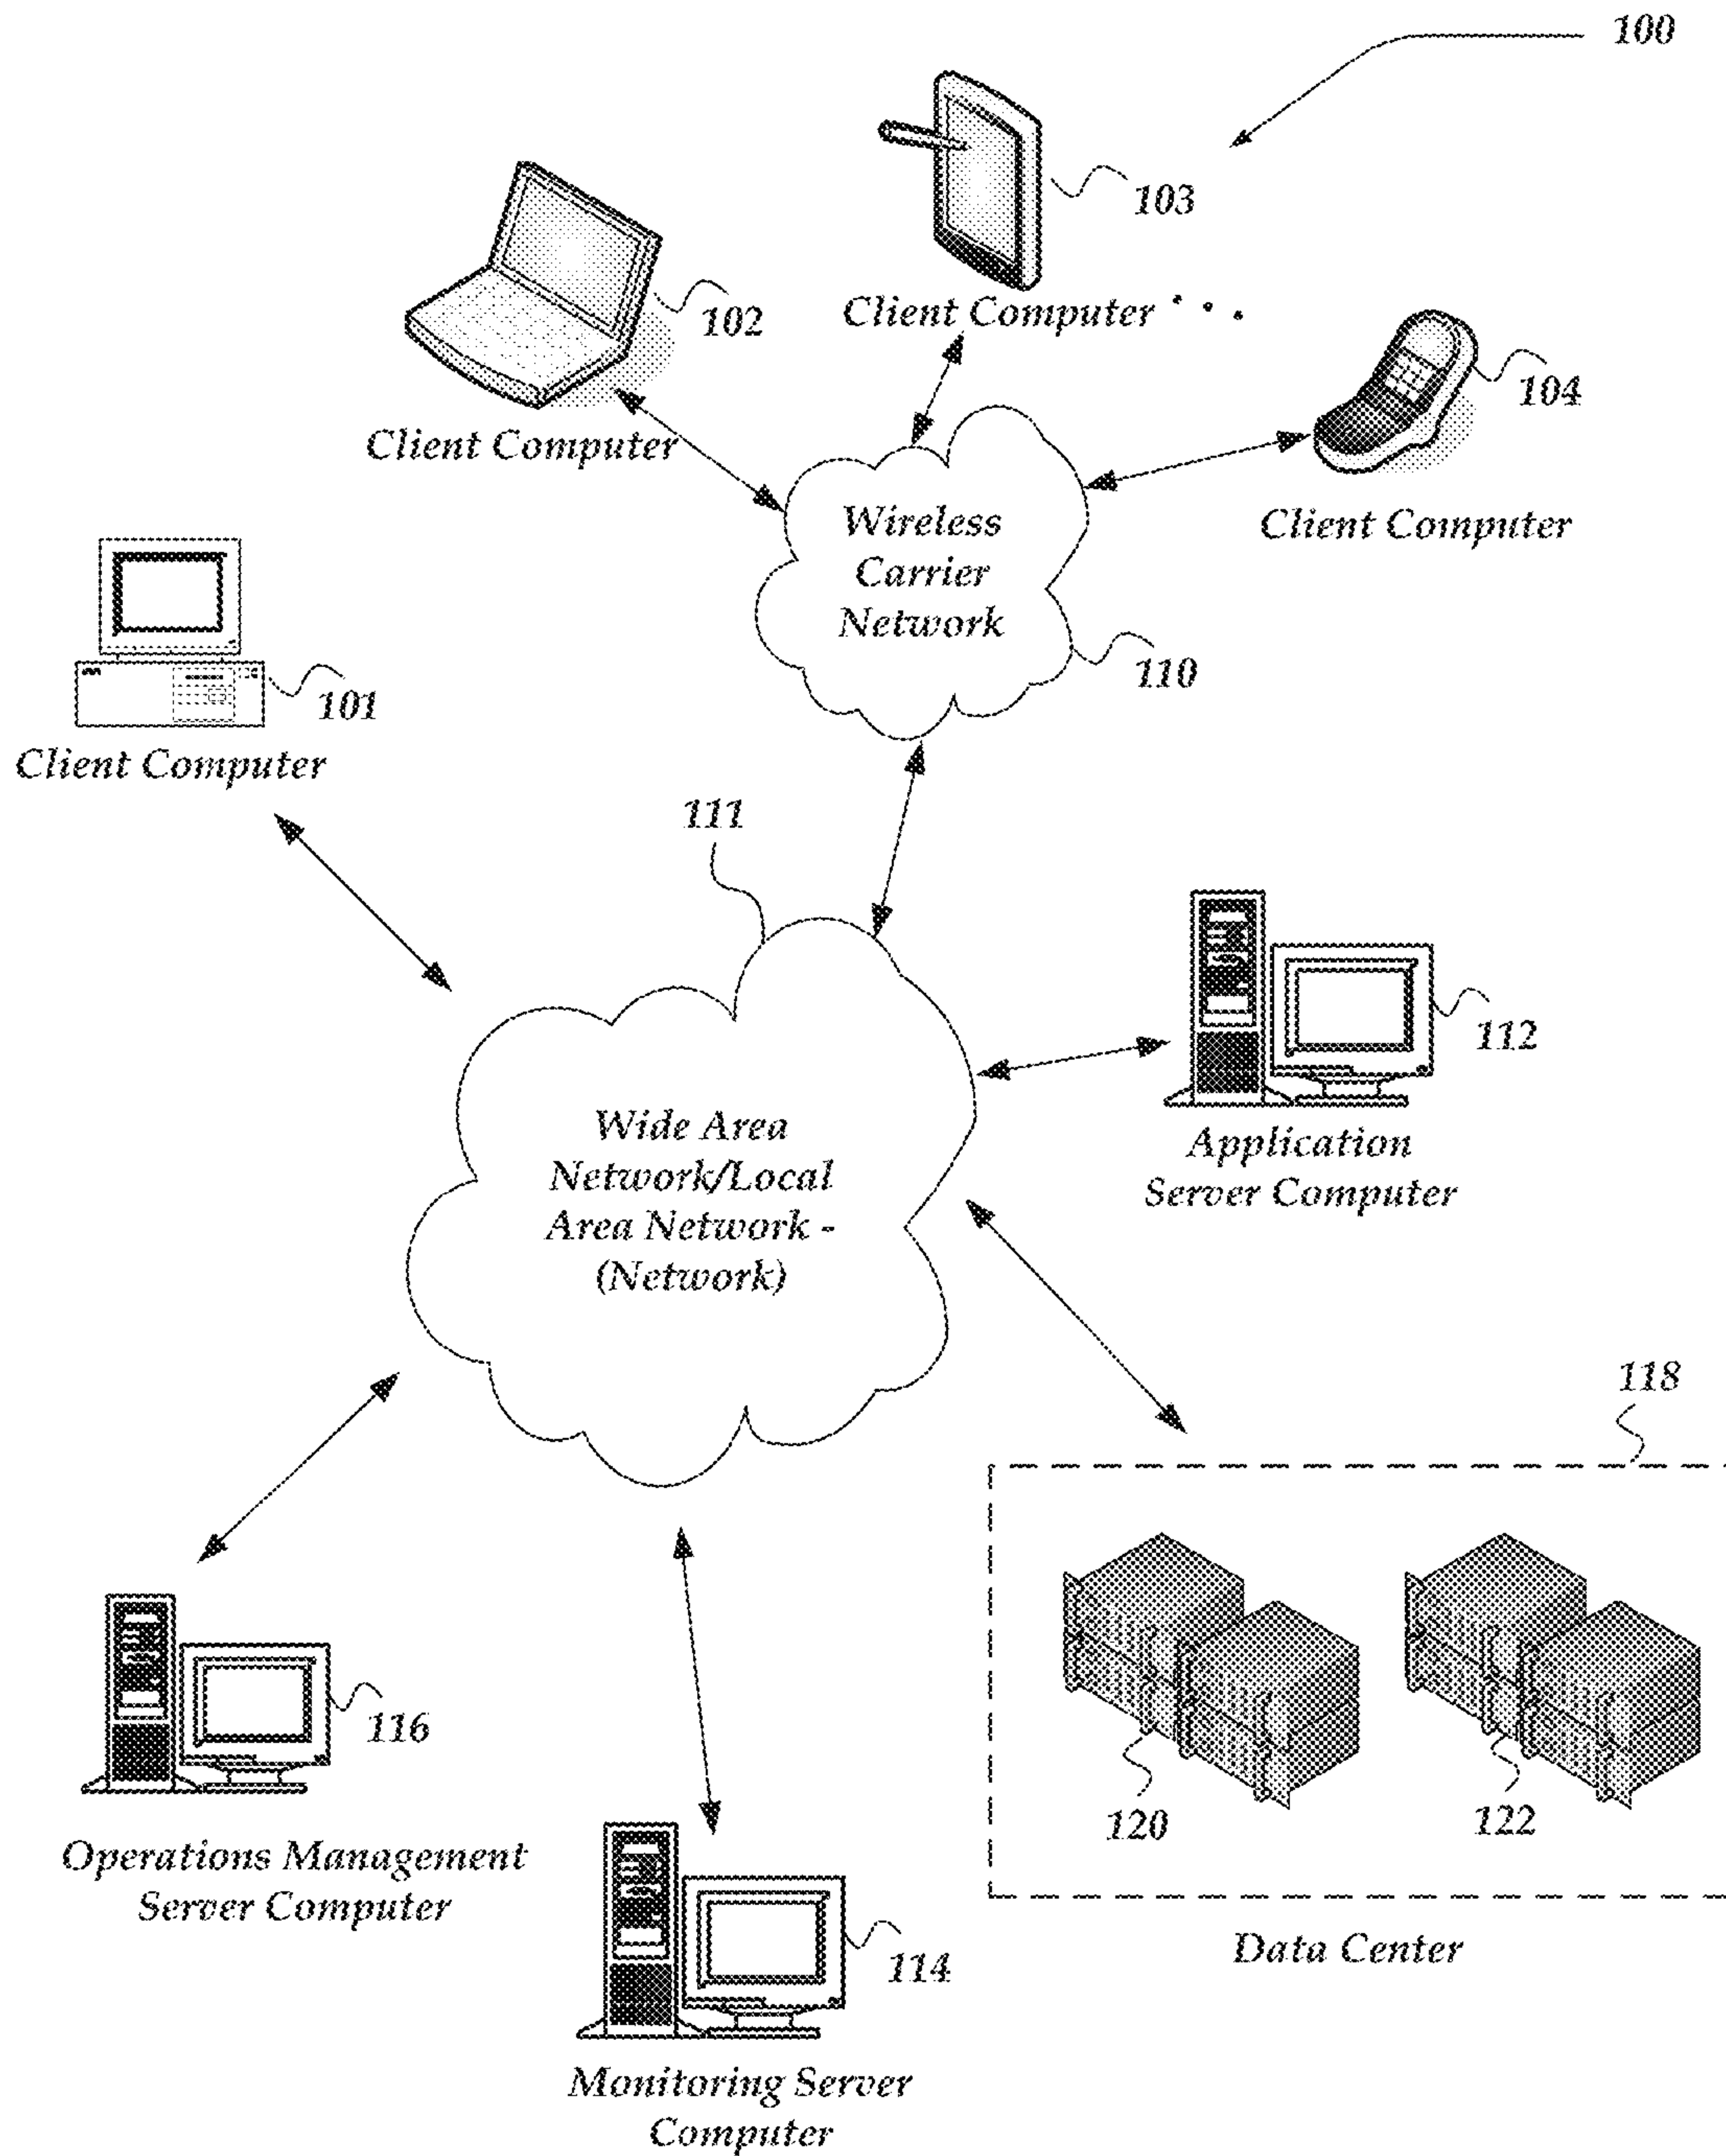 100
103
Client Computer . . .
102
Client Computer
104
Client Computer
Wireless
Carrier
Network
110
101
Client Computer
111
112
Application
Server Computer
Wide Area
Network/Local
Area Network -
(Network)
118
120
122
Data Center
116
Operations Management
Server Computer
114
Monitoring Server
Computer